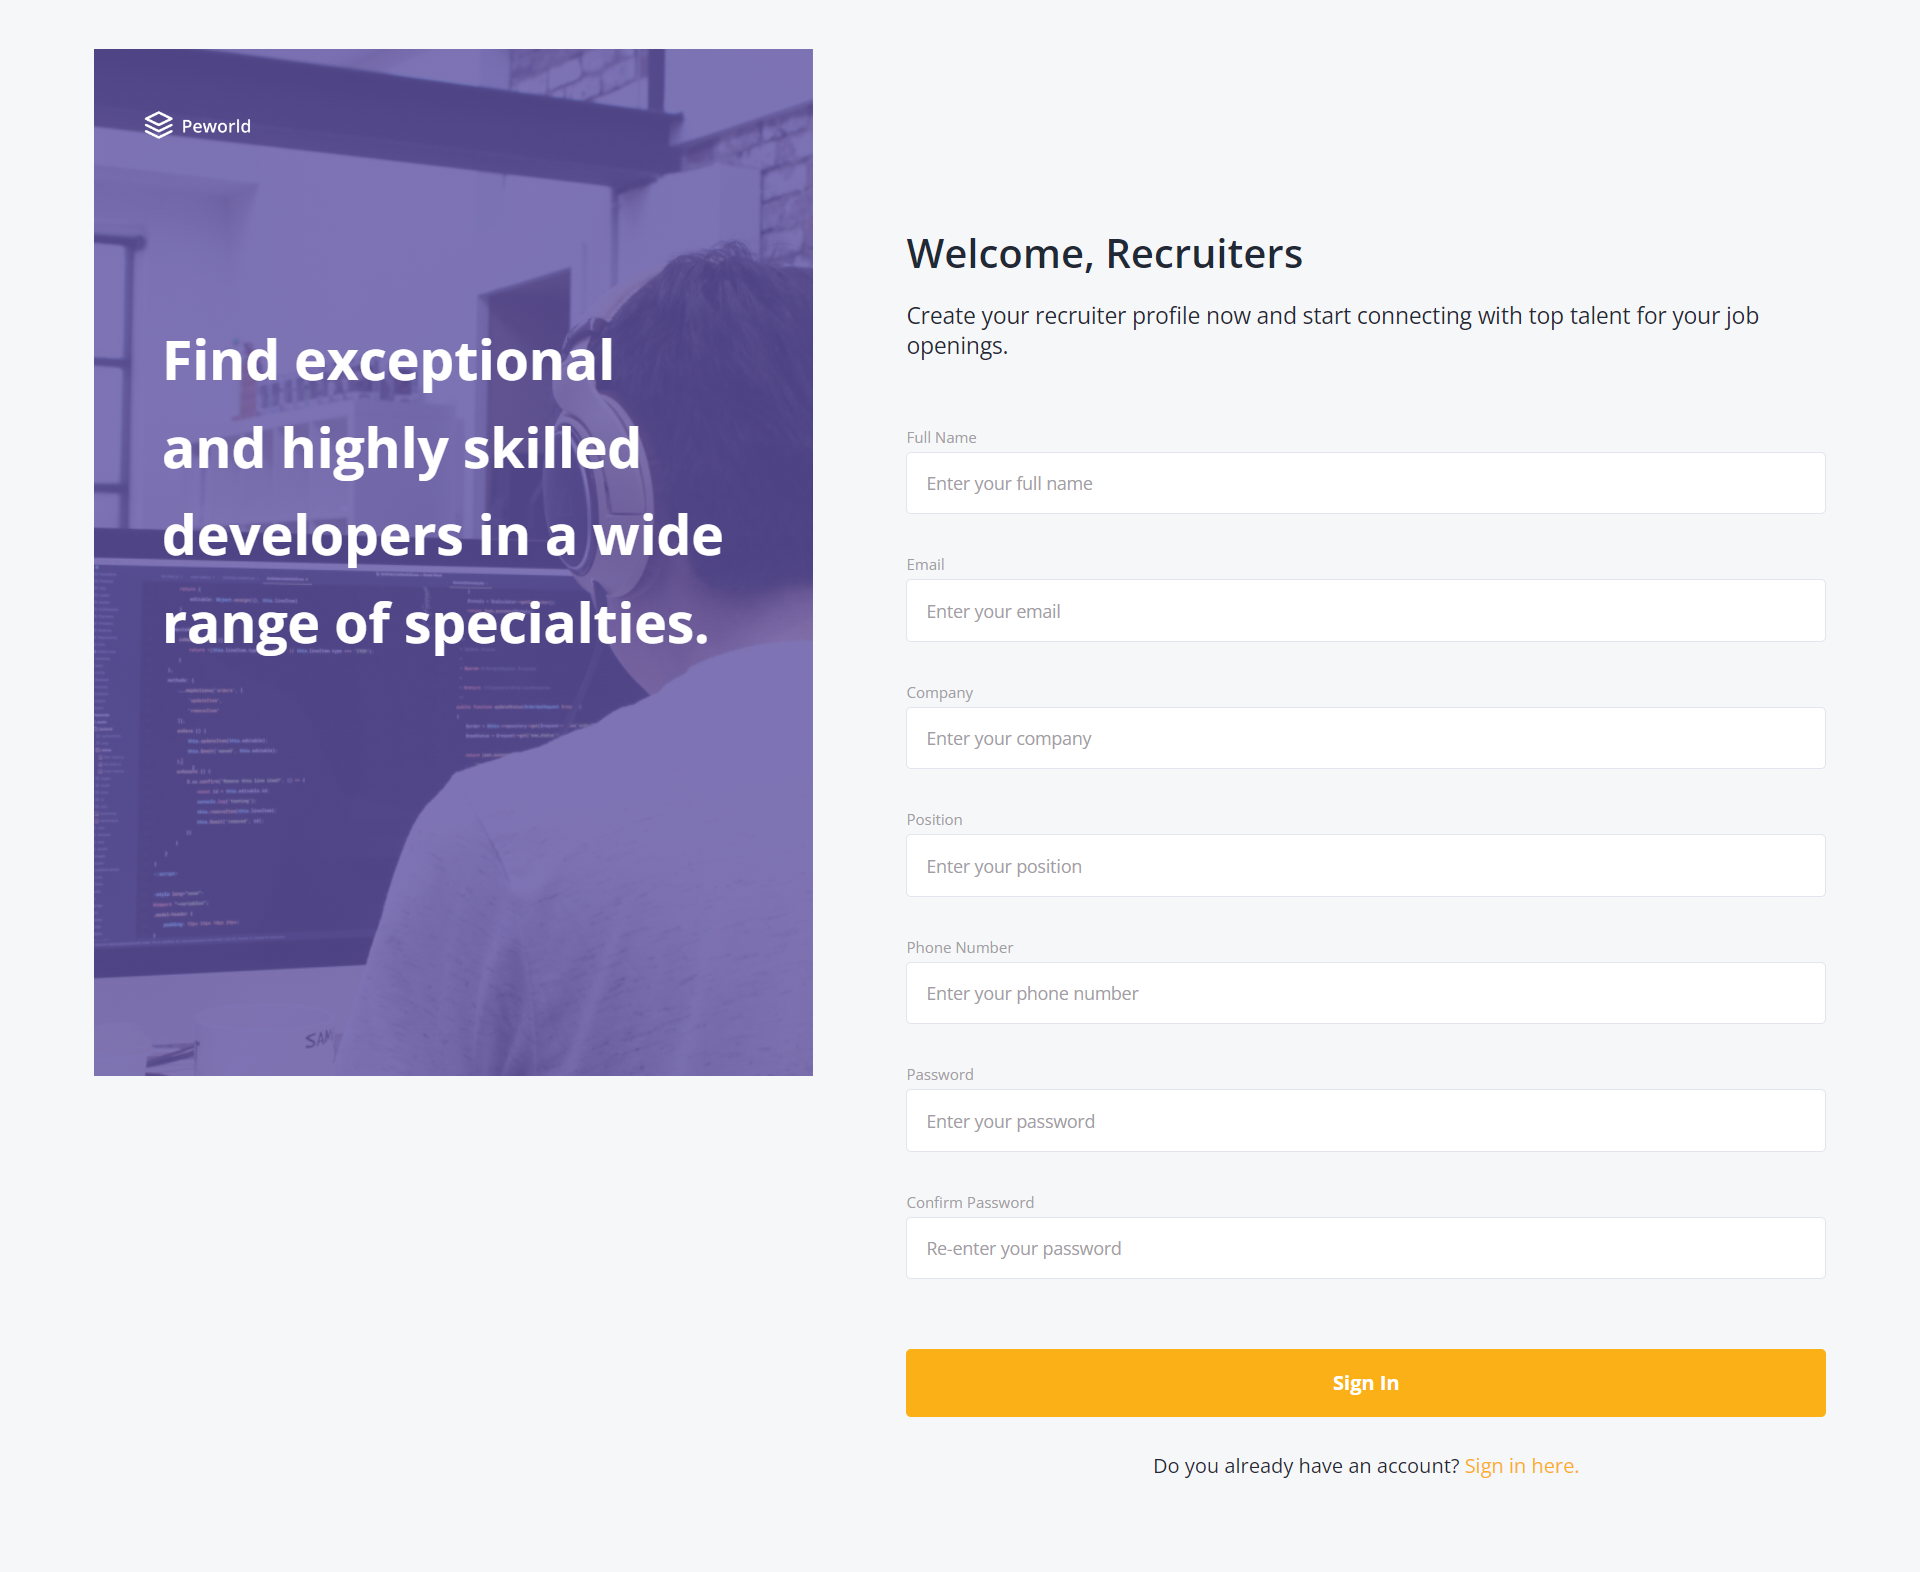 Peworld
Find exceptional
and highly skilled
developers in a wide
range of specialties.
Welcome, Recruiters
Create your recruiter profile now and start connecting with top talent for your job
openings.
Full Name
Enter your full name
Email
Enter your email
Company
Enter your company
Position
Enter your position
Phone Number
Enter your phone number
Password
Enter your password
Confirm Password
Re-enter your password
Sign In
Do you already have an account? Sign in here.